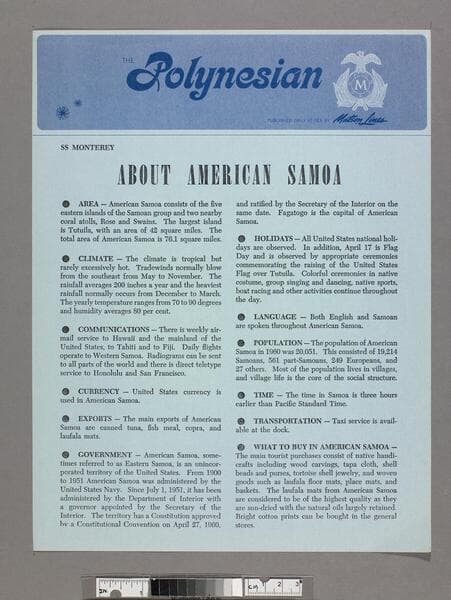 THE
Polynesian
M
PUBLISHED DAILY AT SEA BY Matson Lines
SS MONTEREY
ABOUT AMERICAN SAMOA
AREA — American Samoa consists of the five
eastern islands of the Samoan group and two nearby
coral atolls, Rose and Swains. The largest island
is Tutuila, with an area of 42 square miles. The
total area of American Samoa is 76.1 square miles.
CLIMATE — The climate is tropical but
rarely excessively hot. Tradewinds normally blow
from the southeast from May to November. The
rainfall averages 200 inches a year and the heaviest
rainfall normally occurs from December to March.
The yearly temperature ranges from 70 to 90 degrees
and humidity averages 80 per cent.
COMMUNICATIONS — There is weekly air-
mail service to Hawaii and the mainland of the
United States, to Tahiti and to Fiji. Daily flights
operate to Western Samoa. Radiograms can be sent
to all parts of the world and there is direct teletype
service to Honolulu and San Francisco.
CURRENCY — United States currency is
used in American Samoa.
EXPORTS — The main exports of American
Samoa are canned tuna, fish meal, copra, and
laufala mats.
GOVERNMENT — American Samoa, some-
times referred to as Eastern Samoa, is an unincor-
porated territory of the United States. From 1900
to 1951 American Samoa was administered by the
United States Navy. Since July 1, 1951, it has been
administered by the Department of Interior with
a governor appointed by the Secretary of the
Interior. The territory has a Constitution approved
by a Constitutional Convention on April 27, 1960,
and ratified by the Secretary of the Interior on the
same date. Fagatogo is the capital of American
Samoa.
HOLIDAYS — All United States national holi-
days are observed. In addition, April 17 is Flag
Day and is observed by appropriate ceremonies
commemorating the raising of the United States
Flag over Tutuila. Colorful ceremonies in native
costume, group singing and dancing, native sports,
boat racing and other activities continue throughout
the day.
LANGUAGE — Both English and Samoan
are spoken throughout American Samoa.
POPULATION — The population of American
Samoa in 1960 was 20,051. This consisted of 19,214
Samoans, 561 part-Samoans, 249 Europeans, and
27 others. Most of the population lives in villages,
and village life is the core of the social structure.
TIME — The time in Samoa is three hours
earlier than Pacific Standard Time.
TRANSPORTATION — Taxi service is avail-
able at the dock.
WHAT TO BUY IN AMERICAN SAMOA —
The main tourist purchases consist of native handi-
crafts including wood carvings, tapa cloth, shell
beads and purses, tortoise shell jewelry, and woven
goods such as laufala floor mats, place mats, and
baskets. The laufala mats from American Samoa
are considered to be of the highest quality as they
are sun-dried with the natural oils largely retained.
Bright cotton prints can be bought in the general
stores.
IN
CM 1 2 3